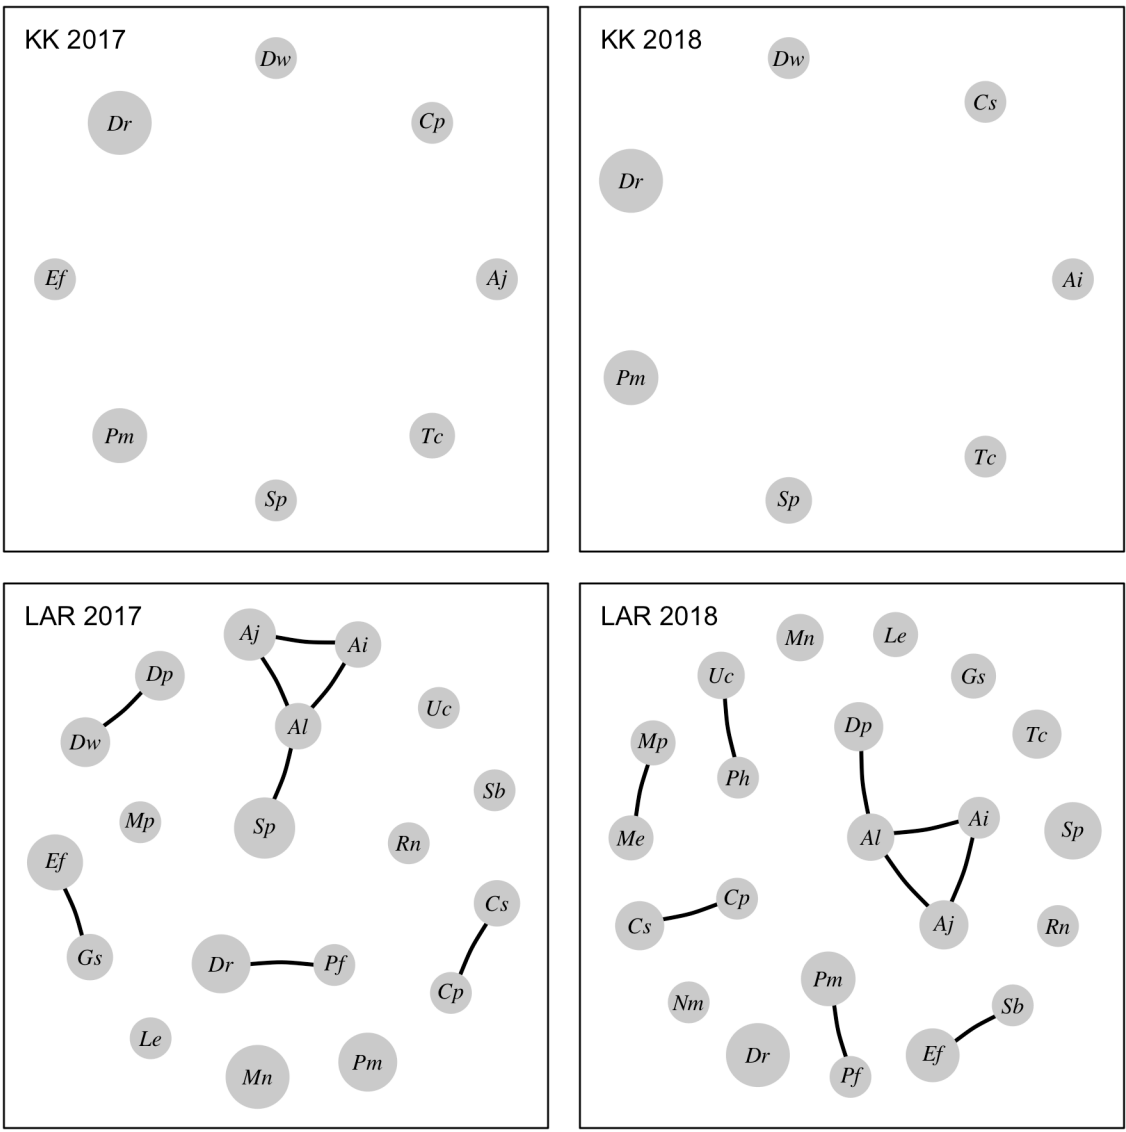 KK 2017
Dw
Dr
Cp
Ef
Aj
Pm
Tc
Sp
KK 2018
Dw
Cs
Dr
Ai
Pm
Tc
Sp
LAR 2017
Aj
Ai
Dp
Uc
Al
Dw
Sb
Mp
Sp
Rn
Ef
Cs
Gs
Dr
Pf
Cp
Le
Pm
Mn
LAR 2018
Mn
Le
Uc
Gs
Dp
Tc
Mp
Ph
Ai
Sp
Me
Al
Cp
Cs
Aj
Rn
Pm
Nm
Sb
Dr
Ef
Pf